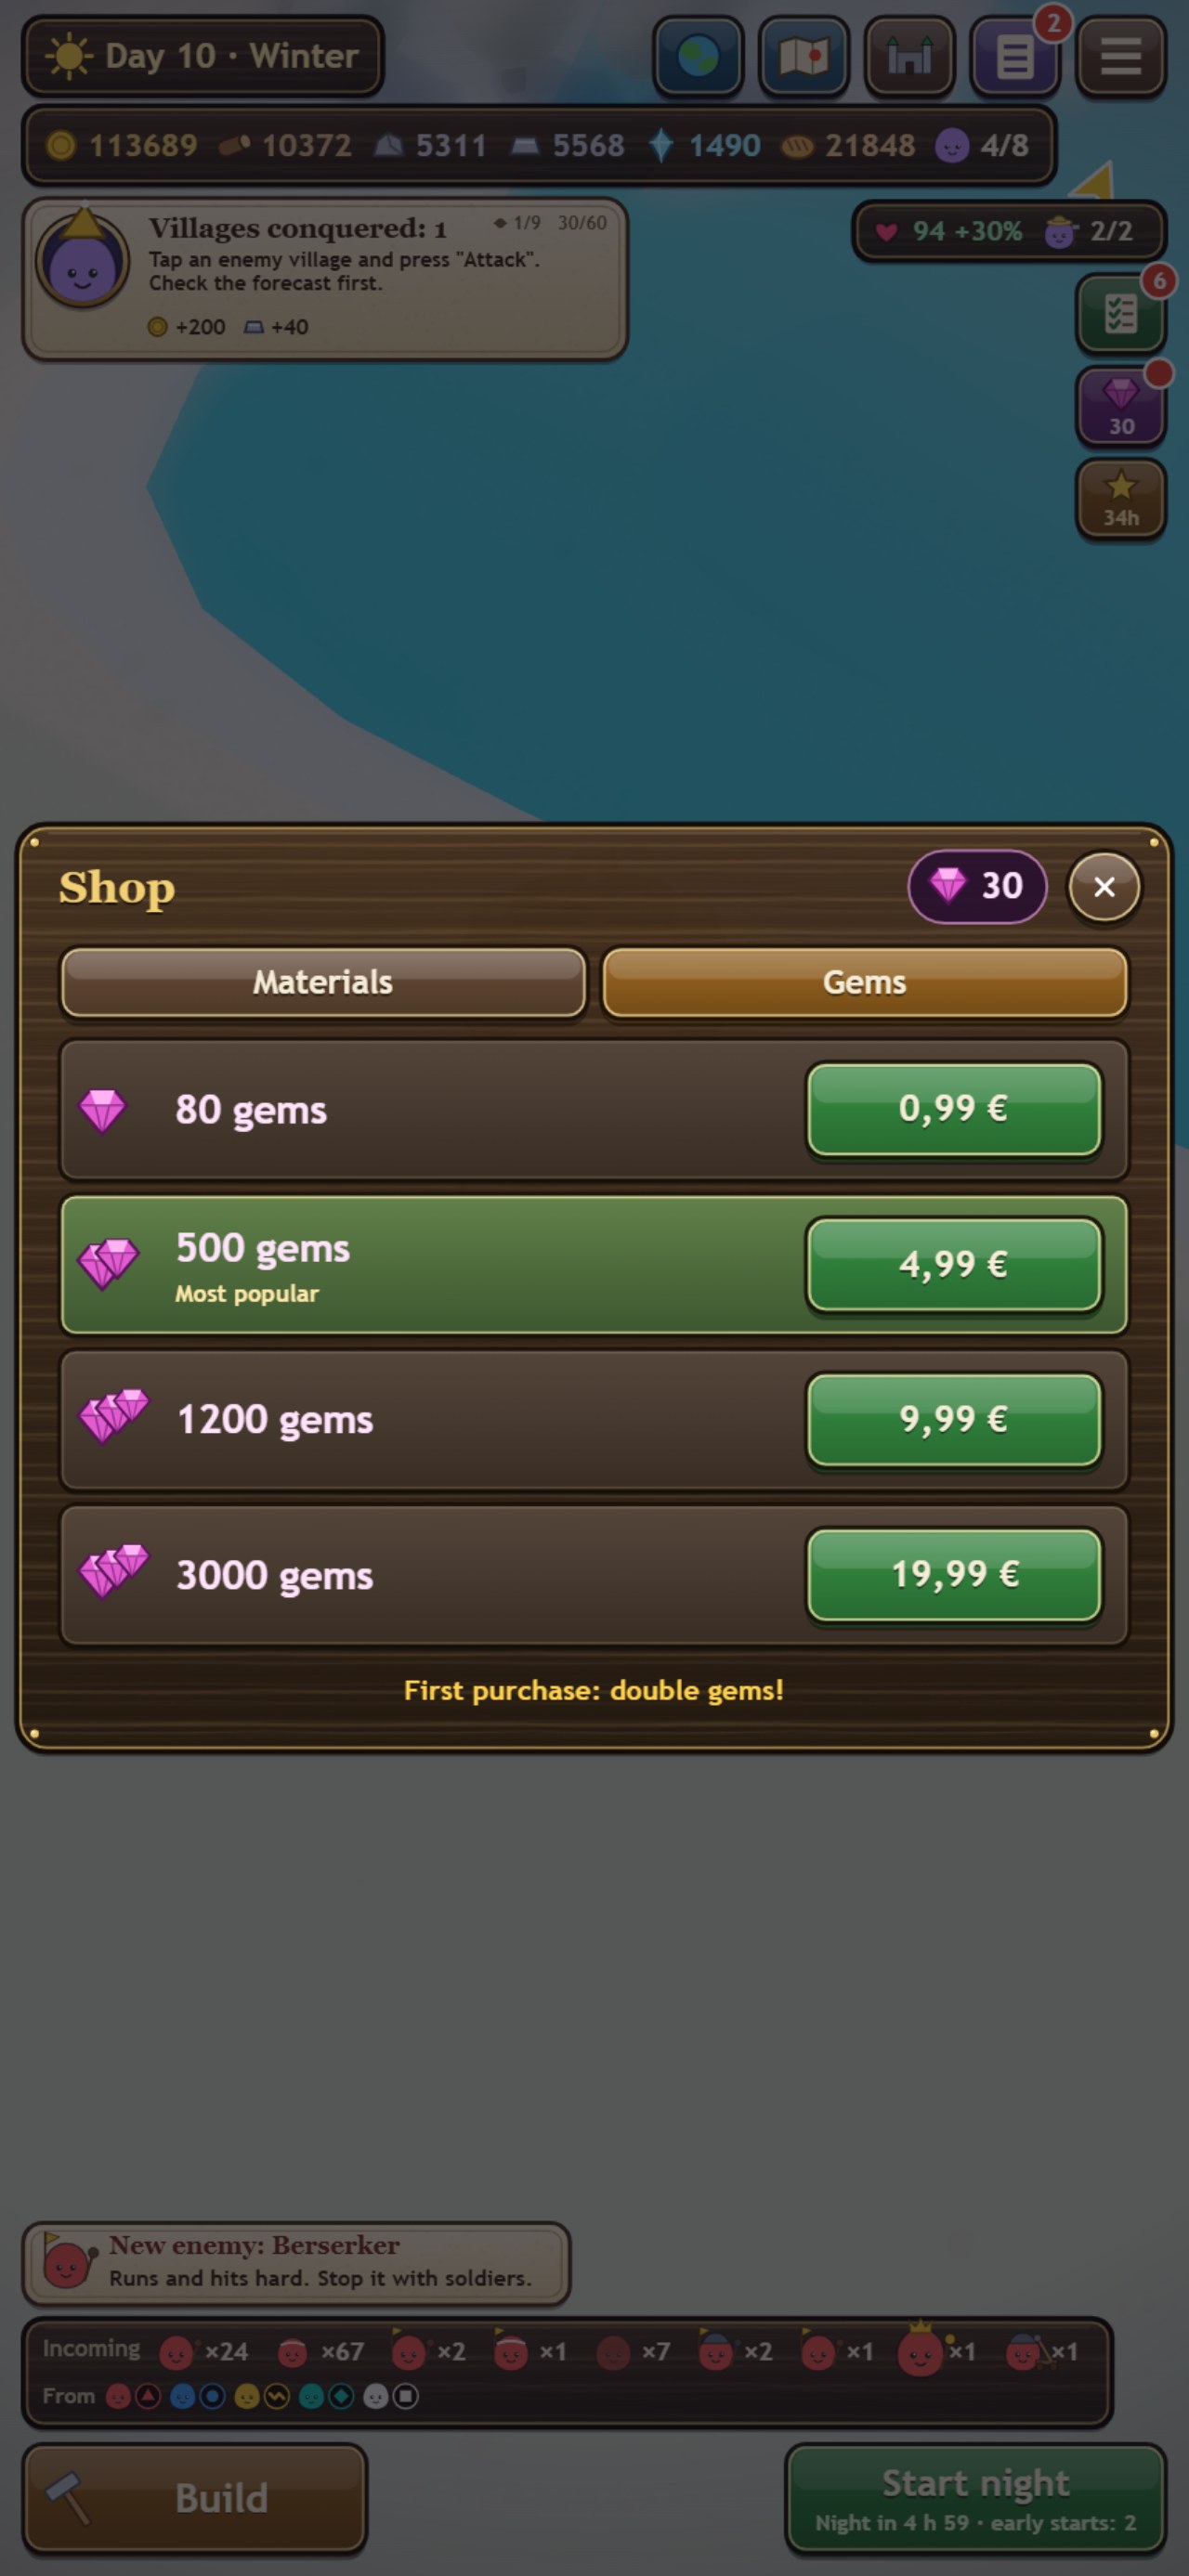 Day 10 · Winter
2
113689 10372 5311 5568 1490 21848 4/8
Villages conquered: 1 1/9 30/60
Tap an enemy village and press "Attack".
Check the forecast first.
+200 +40
94 +30% 2/2
6
30
34h
Shop
30
Materials
Gems
80 gems
0,99 €
500 gems
Most popular
4,99 €
1200 gems
9,99 €
3000 gems
19,99 €
First purchase: double gems!
New enemy: Berserker
Runs and hits hard. Stop it with soldiers.
Incoming ×24 ×67 ×2 ×1 ×7 ×2 ×1 ×1 ×1
From
Build
Start night
Night in 4 h 59 · early starts: 2